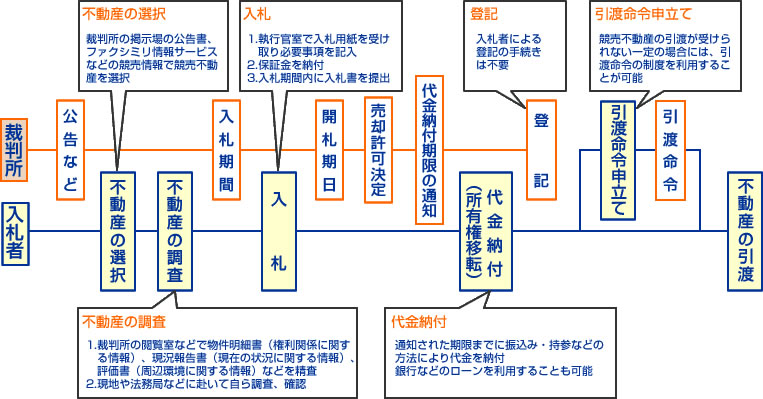 不動産の選択
裁判所の掲示場の公告書、
ファクシミリ情報サービス
などの競売情報で競売不動
産を選択
入札
1.執行官室で入札用紙を受け
取り必要事項を記入
2.保証金を納付
3.入札期間内に入札書を提出
登記
入札者による
登記の手続き
は不要
引渡命令申立て
競売不動産の引渡が受けら
れない一定の場合には、引
渡命令の制度を利用するこ
とが可能
裁判所
公告など
入札期間
開札期日
売却許可決定
代金納付期限の通知
登記
引渡命令申立て
引渡命令
入札者
不動産の選択
不動産の調査
入札
代金納付
（所有権移転）
不動産の引渡
不動産の調査
1.裁判所の閲覧室などで物件明細書（権利関係に関す
る情報）、現況報告書（現在の状況に関する情報）、
評価書（周辺環境に関する情報）などを精査
2.現地や法務局などに赴いて自ら調査、確認
代金納付
通知された期限までに振込み・持参などの
方法により代金を納付
銀行などのローンを利用することも可能